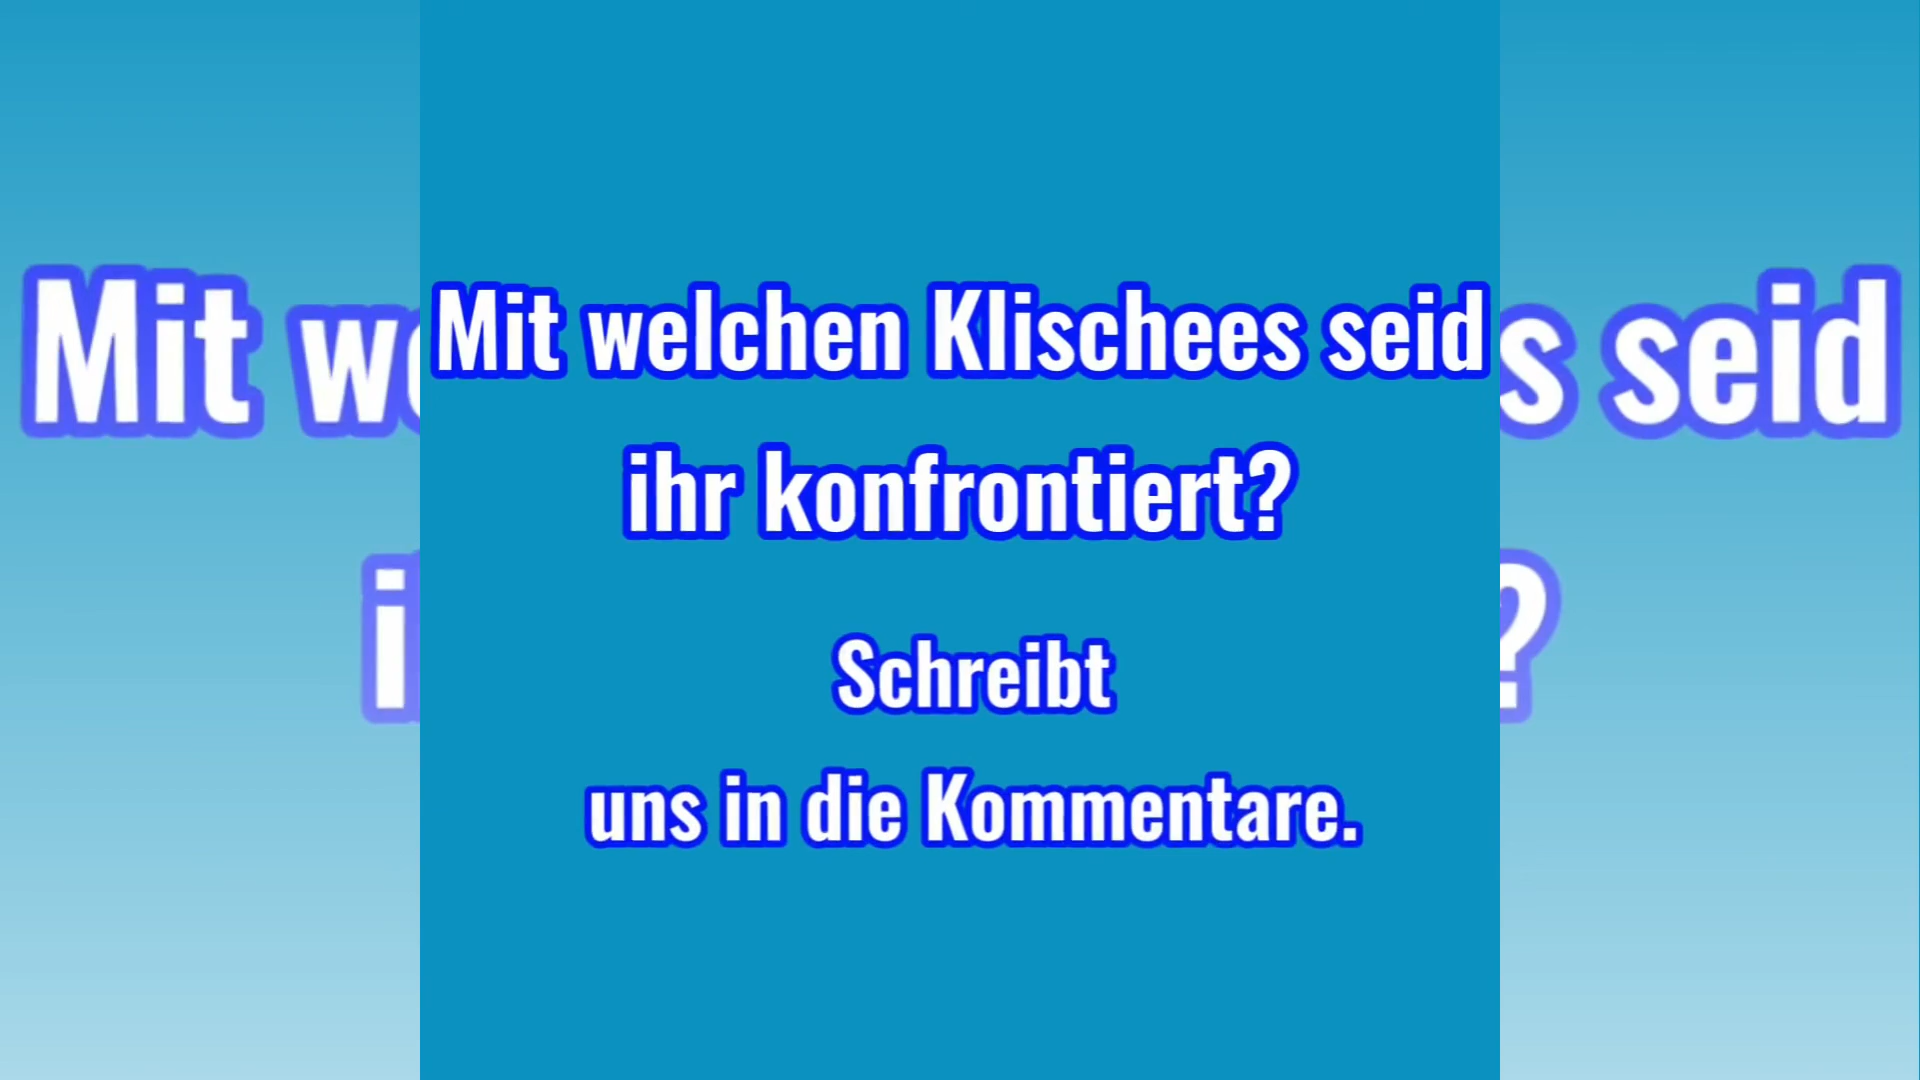 Mit welchen Klischees seid
ihr konfrontiert?
Schreibt
uns in die Kommentare.